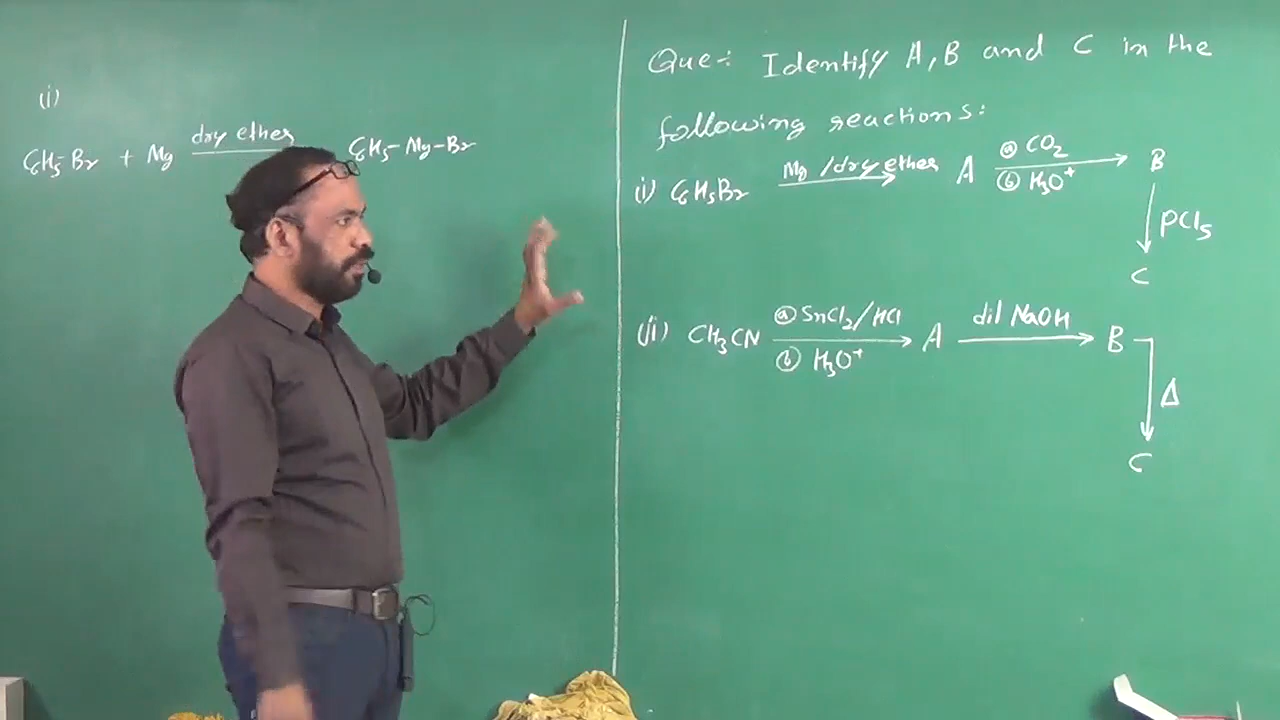 (i)
C6H5-Br + Mg dry ether C6H5-Mg-Br
Que:- Identify A, B and C in the
following reactions:
(i) C6H5Br Mg/dry ether → A ⓐ CO2 ⓑ H3O+ → B
↓ PCl5
C
(ii) CH3CN ⓐ SnCl2/HCl ⓑ H3O+ → A dil NaOH → B
↓ Δ
C